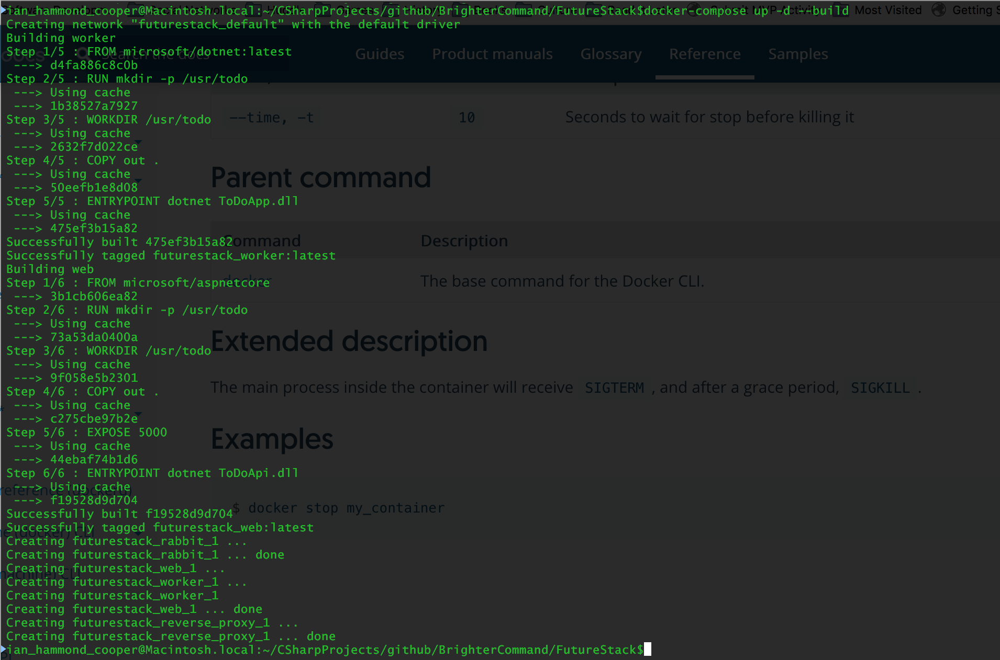 ian_hammond_cooper@Macintosh.local:~/CSharpProjects/github/BrighterCommand/FutureStack$docker-compose up -d --build
Most Visited
Getting S
Creating network "futurestack_default" with the default driver
Building worker
Step 1/5 : FROM microsoft/dotnet:latest
Search the docs
Guides
Product manuals
Glossary
Reference
Samples
---> d4fa886c8c0b
Step 2/5 : RUN mkdir -p /usr/todo
---> Using cache
---> 1b38527a7927
Step 3/5 : WORKDIR /usr/todo
--time, -t
10
Seconds to wait for stop before killing it
---> Using cache
---> 2632f7d022ce
Step 4/5 : COPY out .
---> Using cache
Parent command
---> 50eefb1e8d08
Step 5/5 : ENTRYPOINT dotnet ToDoApp.dll
---> Using cache
---> 475ef3b15a82
Successfully built 475ef3b15a82
Command
Description
Successfully tagged futurestack_worker:latest
Building web
Step 1/6 : FROM microsoft/aspnetcore
docker
The base command for the Docker CLI.
---> 3b1cb606ea82
Step 2/6 : RUN mkdir -p /usr/todo
---> Using cache
---> 73a53da0400a
Step 3/6 : WORKDIR /usr/todo
Extended description
---> Using cache
---> 9f058e5b2301
Step 4/6 : COPY out .
The main process inside the container will receive SIGTERM , and after a grace period, SIGKILL .
---> Using cache
---> c275cbe97b2e
Step 5/6 : EXPOSE 5000
Examples
---> Using cache
---> 44ebaf74b1d6
Step 6/6 : ENTRYPOINT dotnet ToDoApi.dll
---> Using cache
reference (dockerd)
---> f19528d9d704
$ docker stop my_container
Successfully built f19528d9d704
Successfully tagged futurestack_web:latest
(docker) CLI
Creating futurestack_rabbit_1 ...
Creating futurestack_rabbit_1 ... done
Creating futurestack_web_1 ...
machine) CLI
Creating futurestack_worker_1 ...
Creating futurestack_worker_1
Creating futurestack_web_1 ... done
Creating futurestack_reverse_proxy_1 ...
Creating futurestack_reverse_proxy_1 ... done
ian_hammond_cooper@Macintosh.local:~/CSharpProjects/github/BrighterCommand/FutureStack$